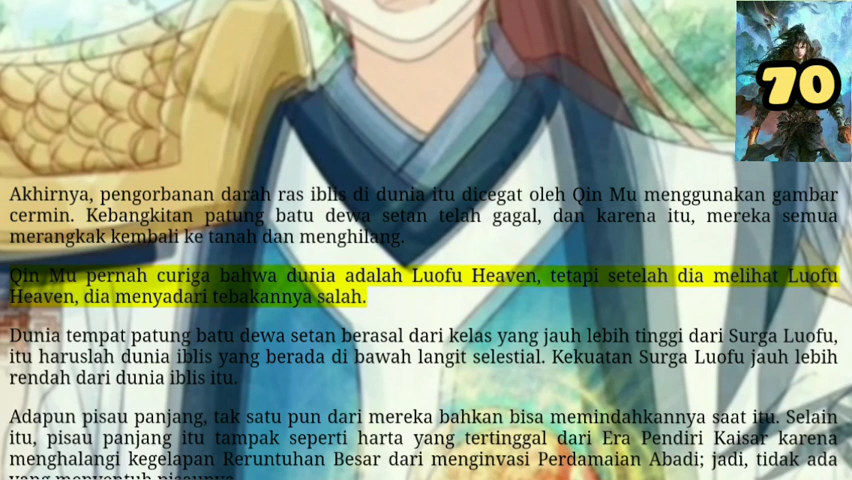 70
Akhirnya, pengorbanan darah ras iblis di dunia itu dicegat oleh Qin Mu menggunakan gambar
cermin. Kebangkitan patung batu dewa setan telah gagal, dan karena itu, mereka semua
merangkak kembali ke tanah dan menghilang.
Qin Mu pernah curiga bahwa dunia adalah Luofu Heaven, tetapi setelah dia melihat Luofu
Heaven, dia menyadari tebakannya salah.
Dunia tempat patung batu dewa setan berasal dari kelas yang jauh lebih tinggi dari Surga Luofu,
itu haruslah dunia iblis yang berada di bawah langit selestial. Kekuatan Surga Luofu jauh lebih
rendah dari dunia iblis itu.
Adapun pisau panjang, tak satu pun dari mereka bahkan bisa memindahkannya saat itu. Selain
itu, pisau panjang itu tampak seperti harta yang tertinggal dari Era Pendiri Kaisar karena
menghalangi kegelapan Reruntuhan Besar dari menginvasi Perdamaian Abadi; jadi, tidak ada